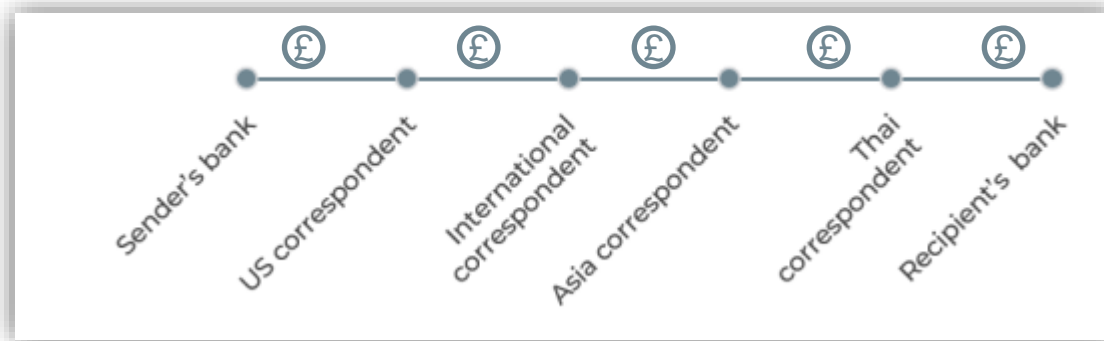 £ £ £ £ £
Sender's bank
US correspondent
International
correspondent
Asia correspondent
Thai
correspondent
Recipient's bank